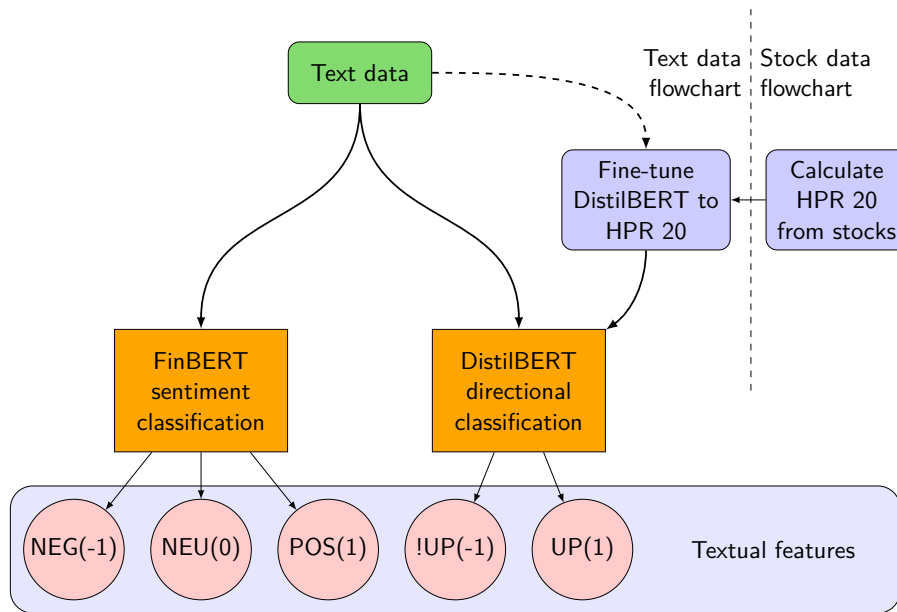 Text data
Text data
flowchart
Stock data
flowchart
Fine-tune
DistilBERT to
HPR 20
Calculate
HPR 20
from stocks
FinBERT
sentiment
classification
DistilBERT
directional
classification
NEG(-1)
NEU(0)
POS(1)
!UP(-1)
UP(1)
Textual features